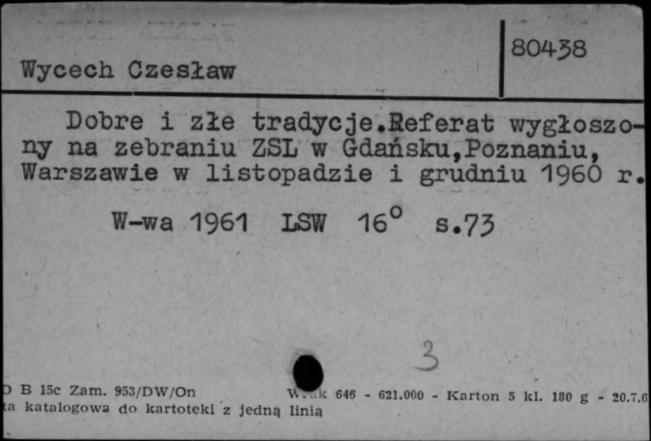 80438
Wycech Czesław
Dobre i złe tradycje.Referat wygłoszo-
ny na zebraniu ZSL w Gdańsku,Poznaniu,
Warszawie w listopadzie i grudniu 1960 r.
W-wa 1961 LSW 16° s.73
3
B 15c Zam. 953/DW/On 646 - 621.000 - Karton 5 kl. 180 g - 20.7.6
ta katalogowa do kartoteki z jedną linią